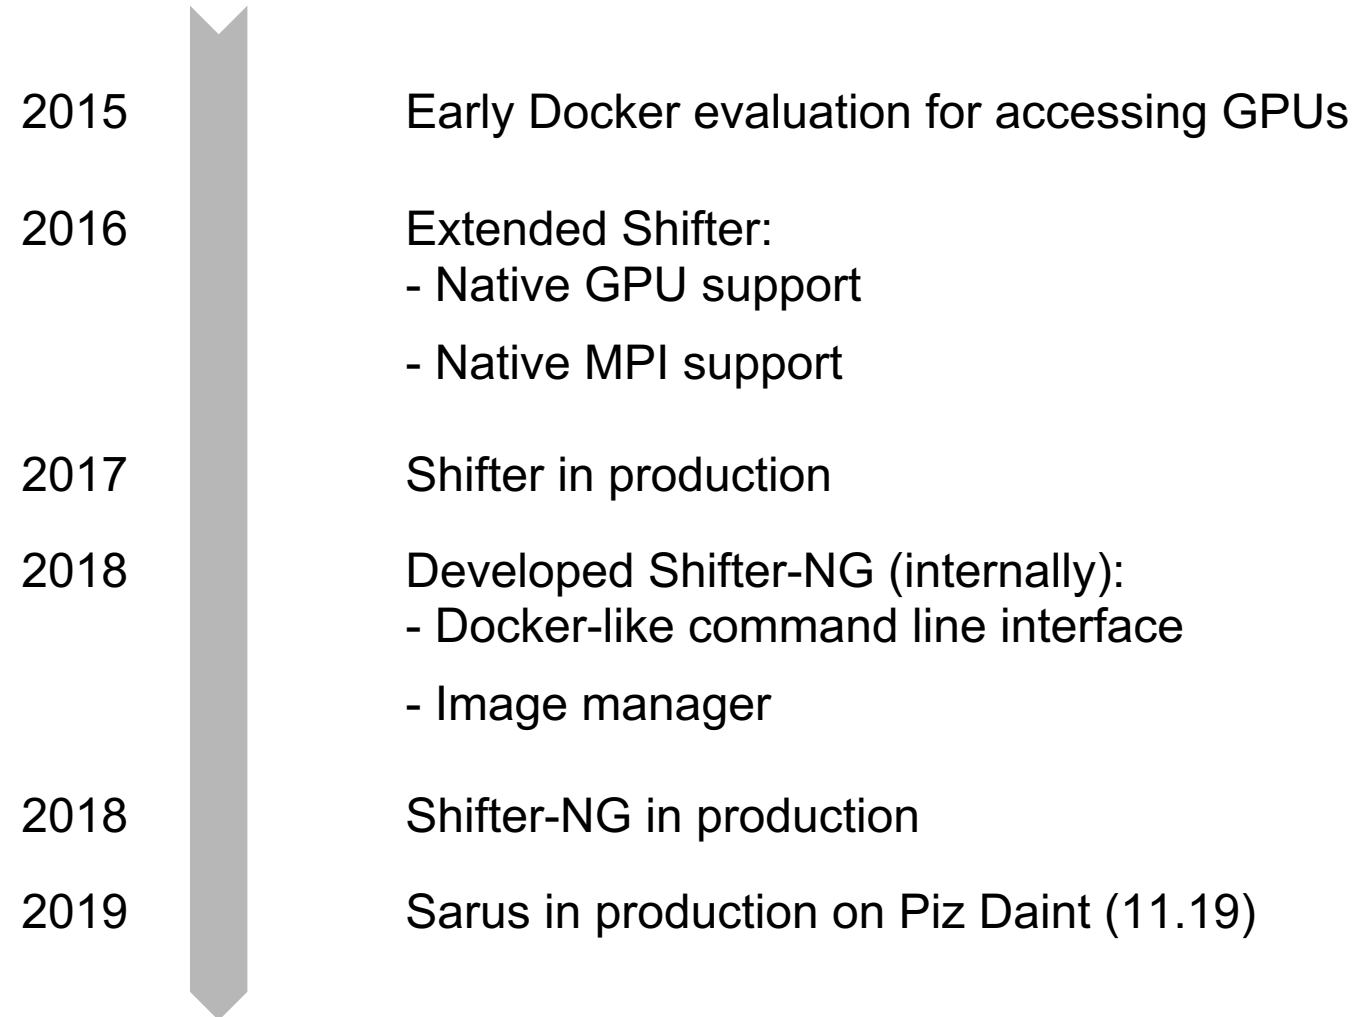 2015 Early Docker evaluation for accessing GPUs
2016 Extended Shifter:
- Native GPU support
- Native MPI support
2017 Shifter in production
2018 Developed Shifter-NG (internally):
- Docker-like command line interface
- Image manager
2018 Shifter-NG in production
2019 Sarus in production on Piz Daint (11.19)